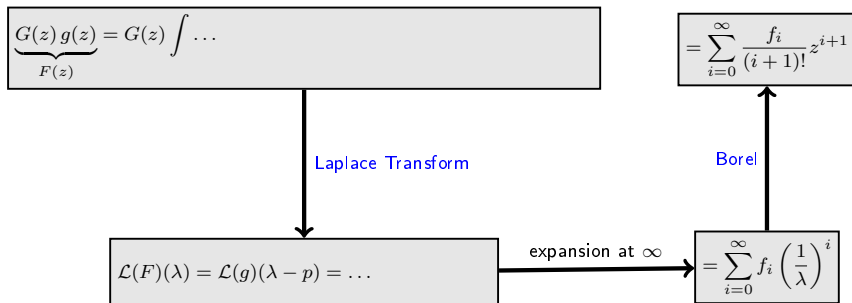 G(z) g(z) = G(z) ∫ …
F(z)
= ∑_{i=0}^{∞} f_i/(i+1)! z^{i+1}
Laplace Transform
Borel
ℒ(F)(λ) = ℒ(g)(λ − p) = …
expansion at ∞
= ∑_{i=0}^{∞} f_i (1/λ)^i